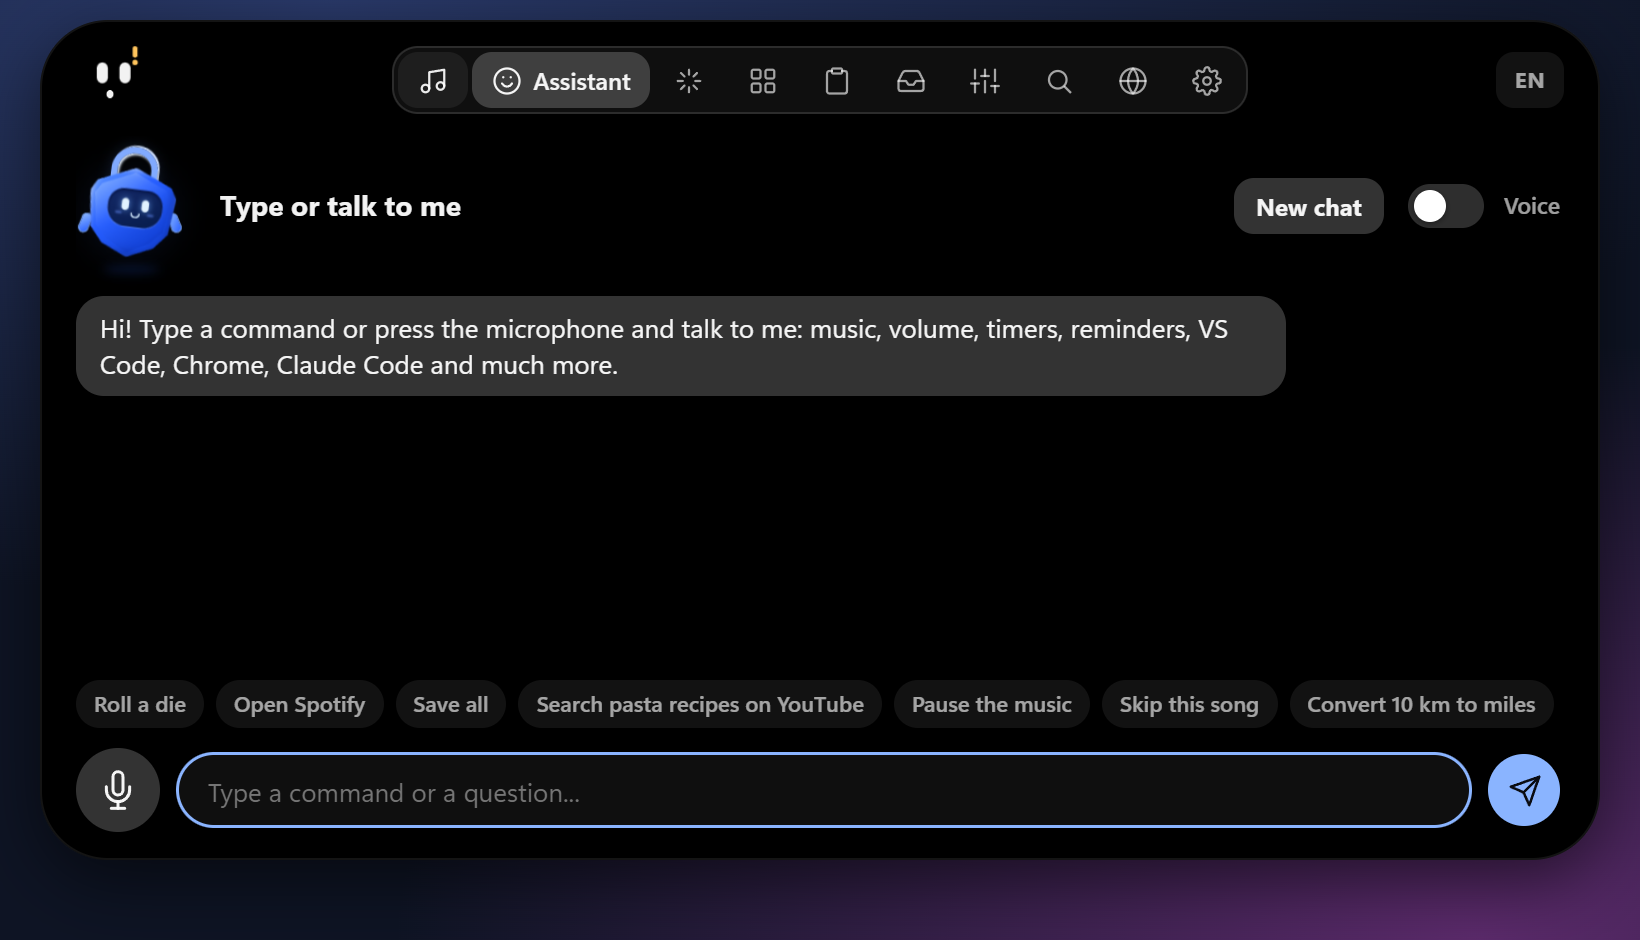 Assistant
EN
Type or talk to me
New chat
Voice
Hi! Type a command or press the microphone and talk to me: music, volume, timers, reminders, VS
Code, Chrome, Claude Code and much more.
Roll a die
Open Spotify
Save all
Search pasta recipes on YouTube
Pause the music
Skip this song
Convert 10 km to miles
Type a command or a question...